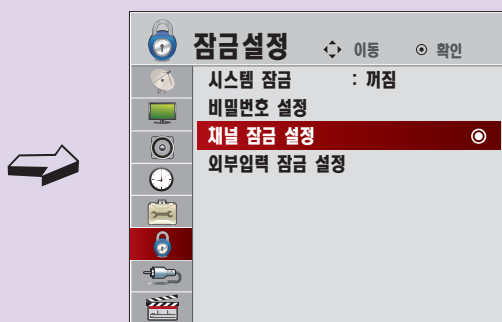 잠금설정 이동 확인
시스템 잠금 : 꺼짐
비밀번호 설정
채널 잠금 설정
외부입력 잠금 설정